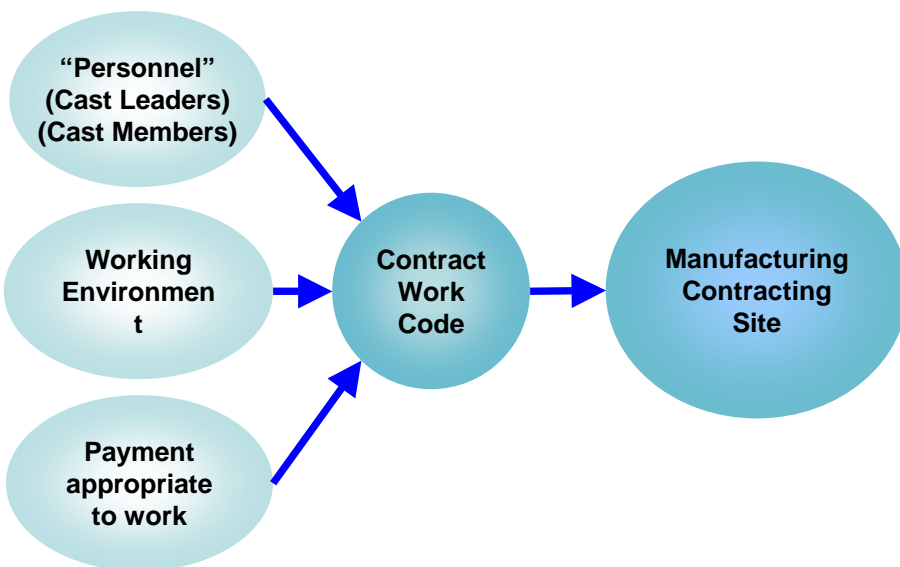 “Personnel”
(Cast Leaders)
(Cast Members)
Working
Environmen
t
Payment
appropriate
to work
Contract
Work
Code
Manufacturing
Contracting
Site